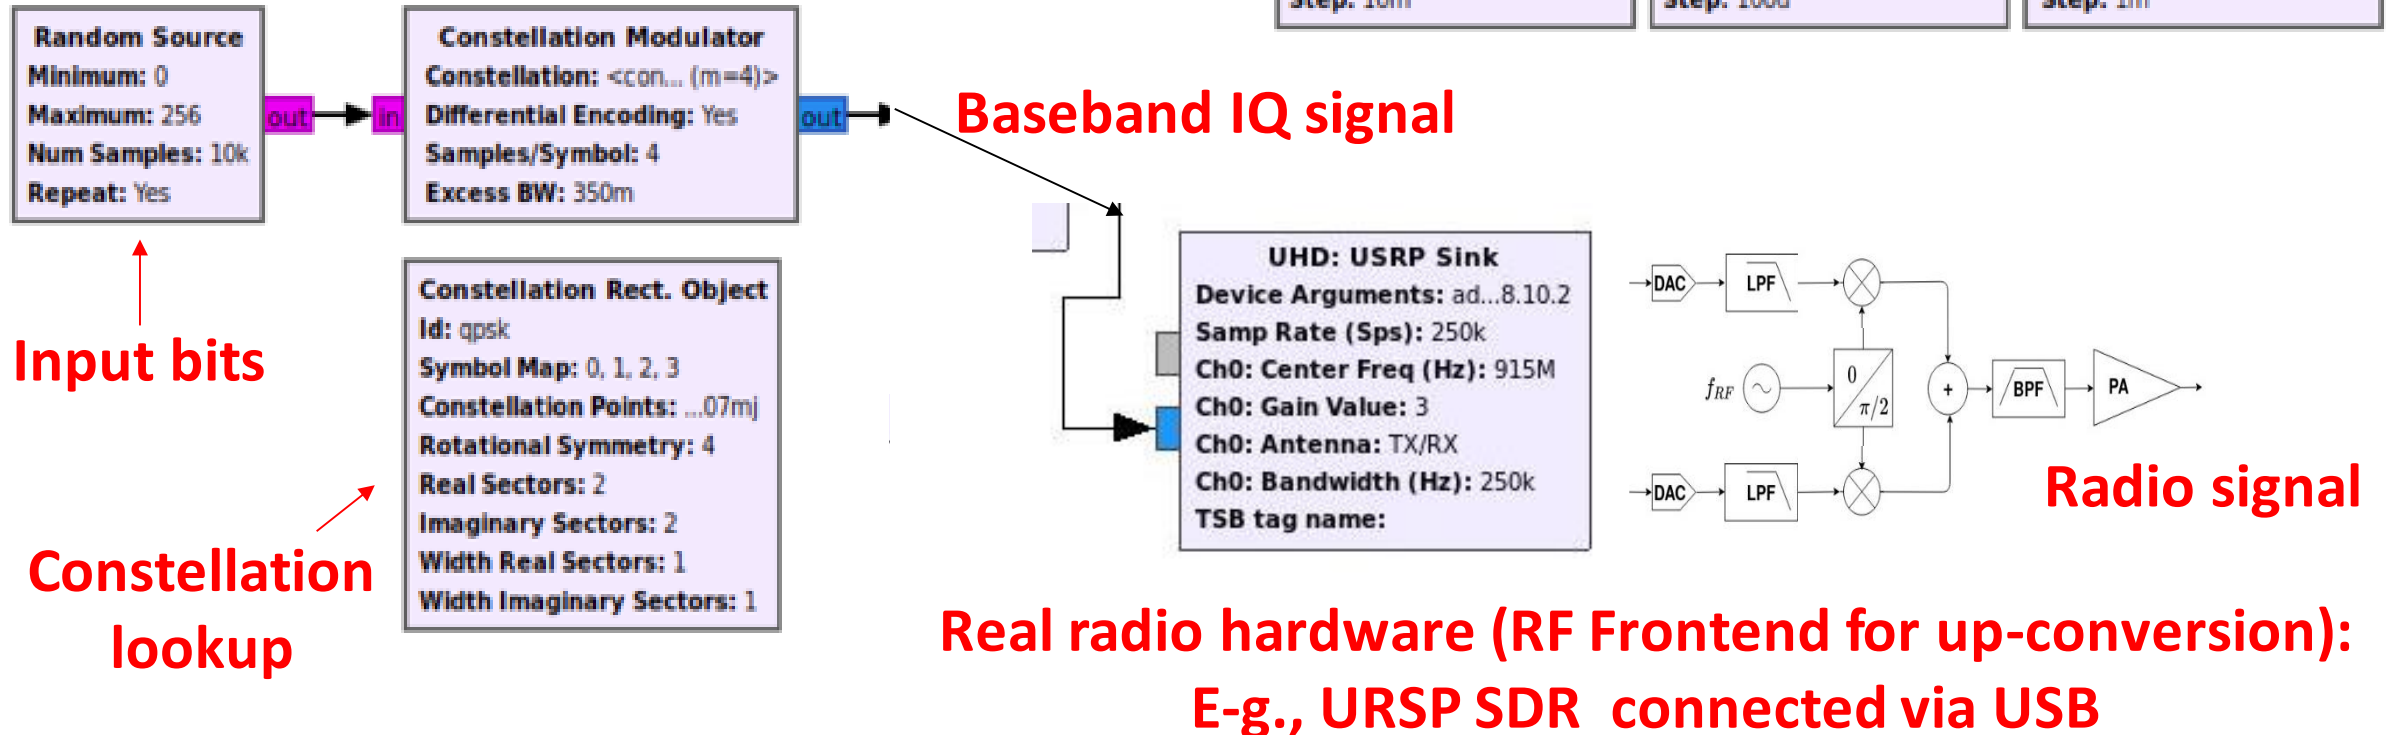 Step: 10m
Step: 100u
Step: 1m
Random Source
Minimum: 0
Maximum: 256
Num Samples: 10k
Repeat: Yes
out
in
Constellation Modulator
Constellation: <con... (m=4)>
Differential Encoding: Yes
Samples/Symbol: 4
Excess BW: 350m
out
Baseband IQ signal
Input bits
Constellation Rect. Object
Id: qpsk
Symbol Map: 0, 1, 2, 3
Constellation Points: ...07mj
Rotational Symmetry: 4
Real Sectors: 2
Imaginary Sectors: 2
Width Real Sectors: 1
Width Imaginary Sectors: 1
Constellation
lookup
UHD: USRP Sink
Device Arguments: ad...8.10.2
Samp Rate (Sps): 250k
Ch0: Center Freq (Hz): 915M
Ch0: Gain Value: 3
Ch0: Antenna: TX/RX
Ch0: Bandwidth (Hz): 250k
TSB tag name:
DAC
LPF
f_RF
0
π/2
+
BPF
PA
DAC
LPF
Radio signal
Real radio hardware (RF Frontend for up-conversion):
E-g., URSP SDR connected via USB